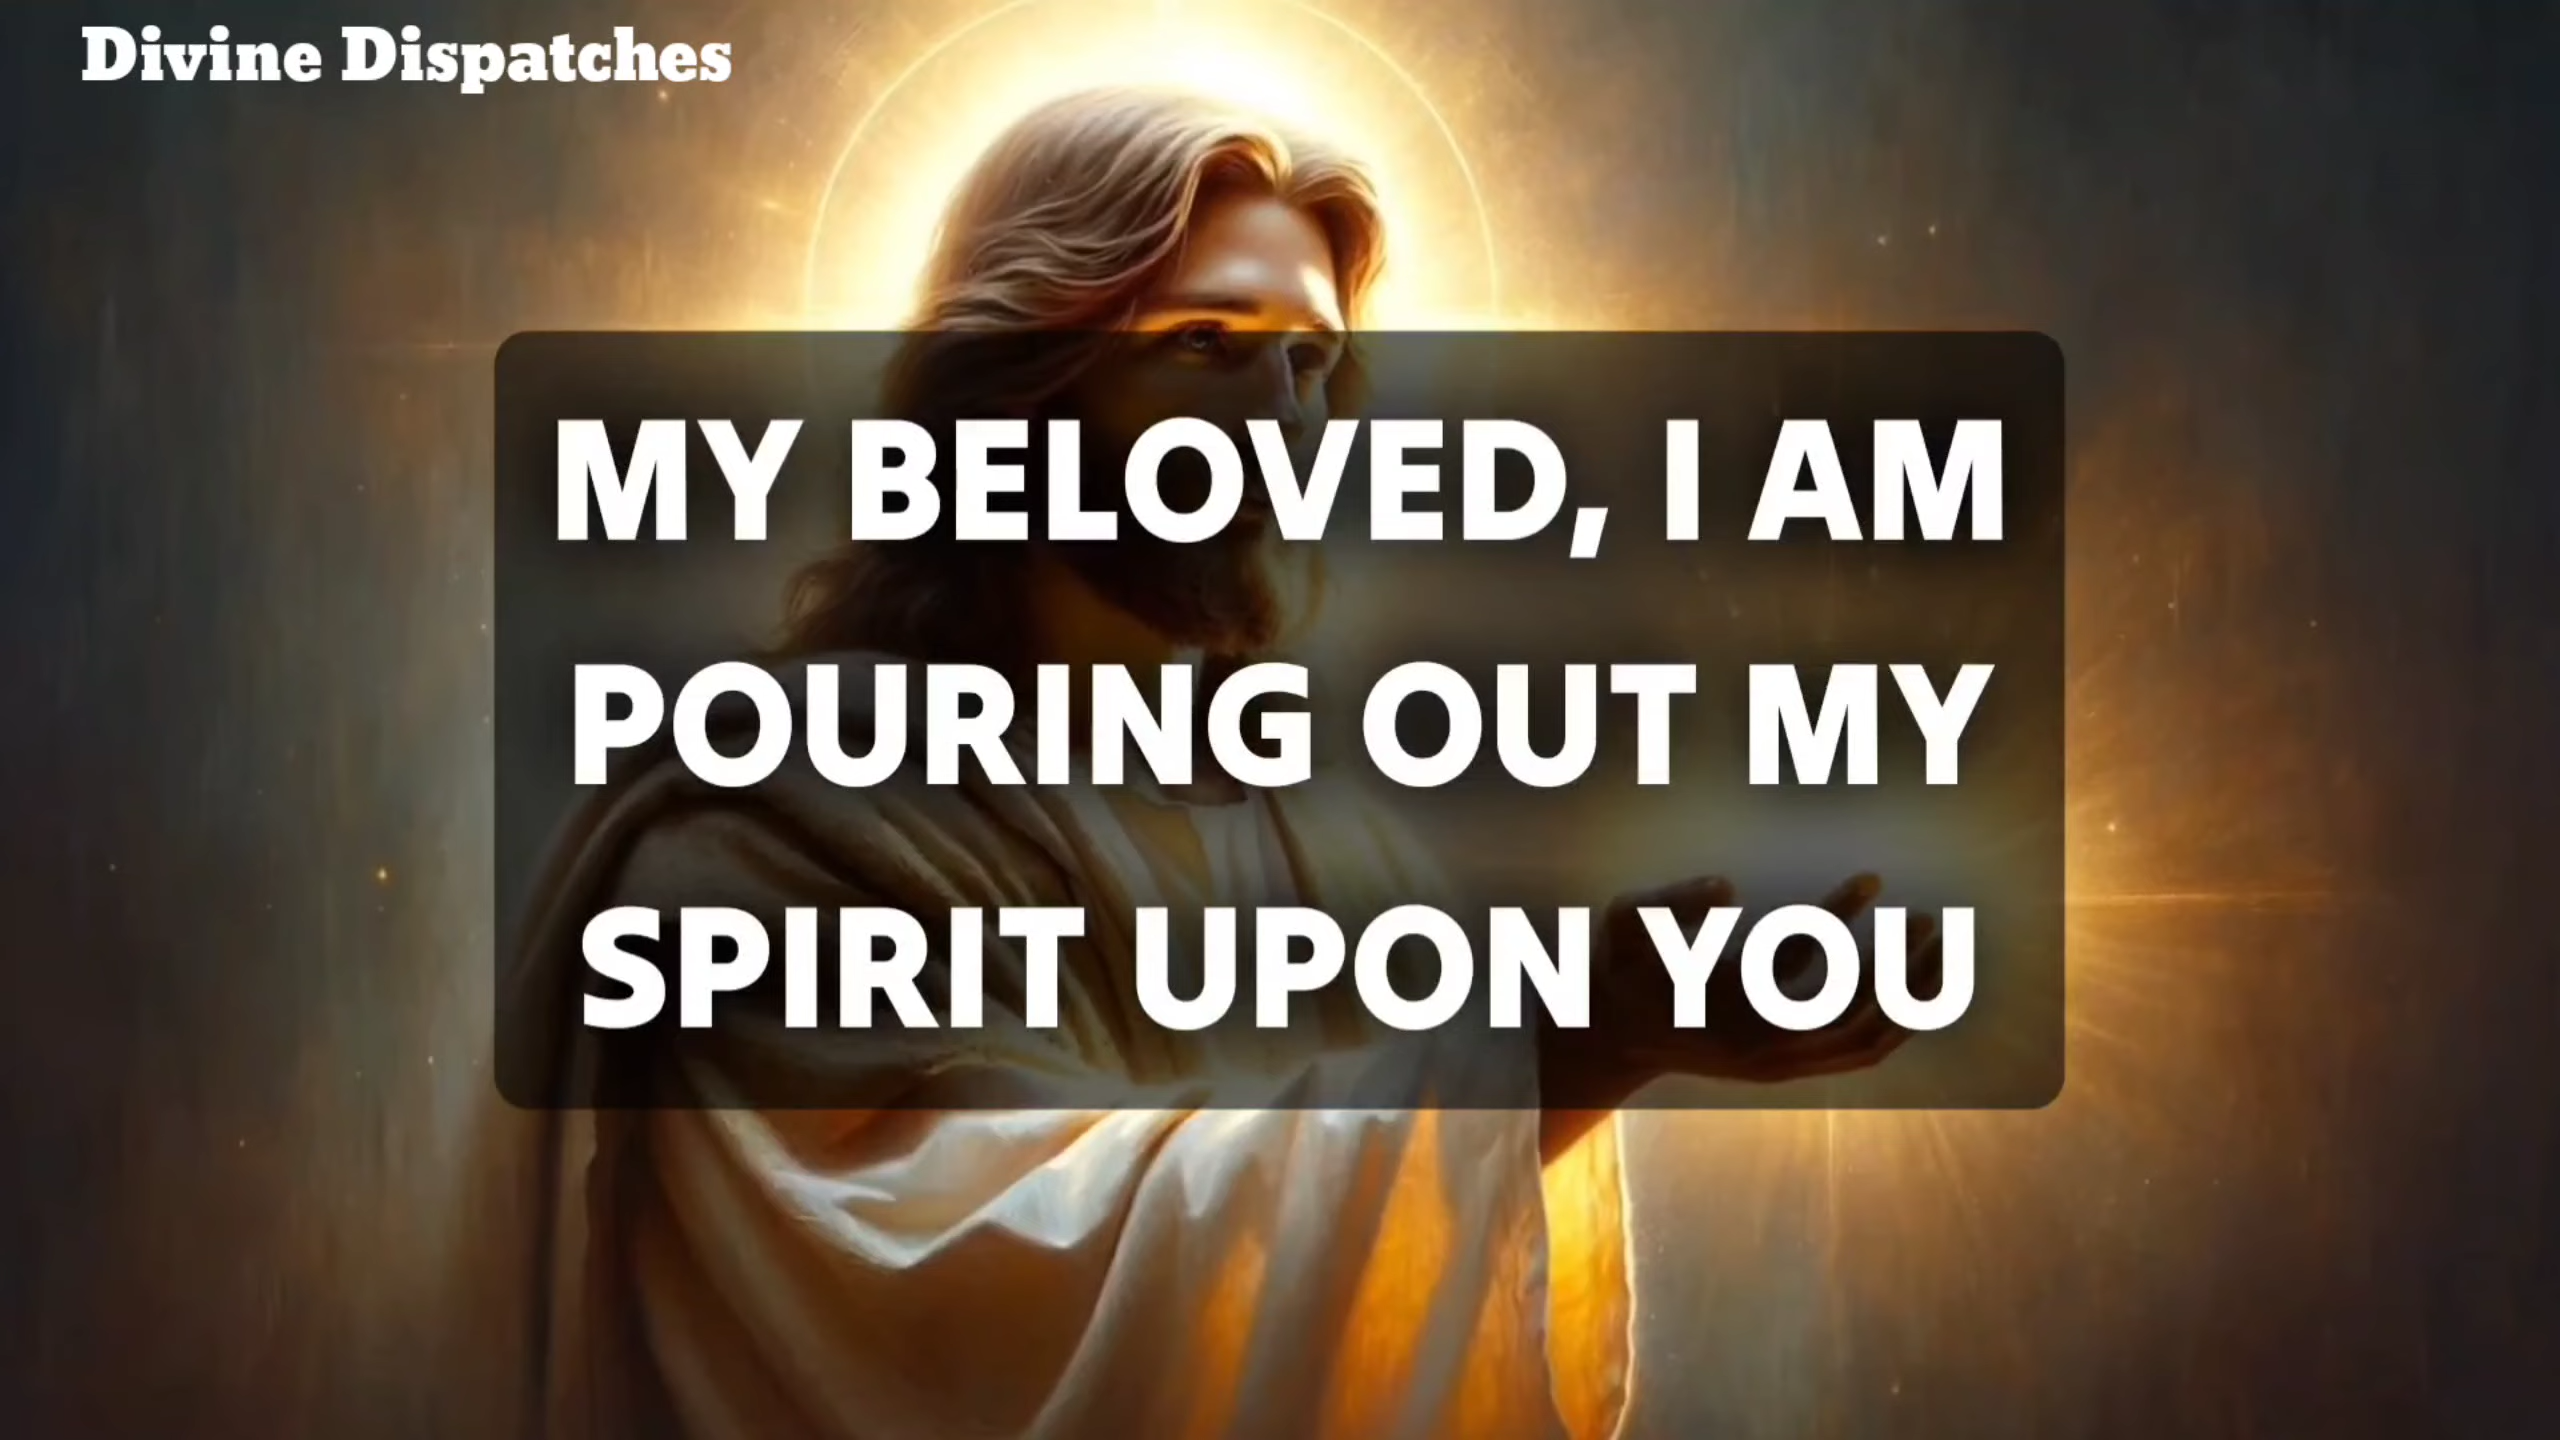 Divine Dispatches
MY BELOVED, I AM
POURING OUT MY
SPIRIT UPON YOU